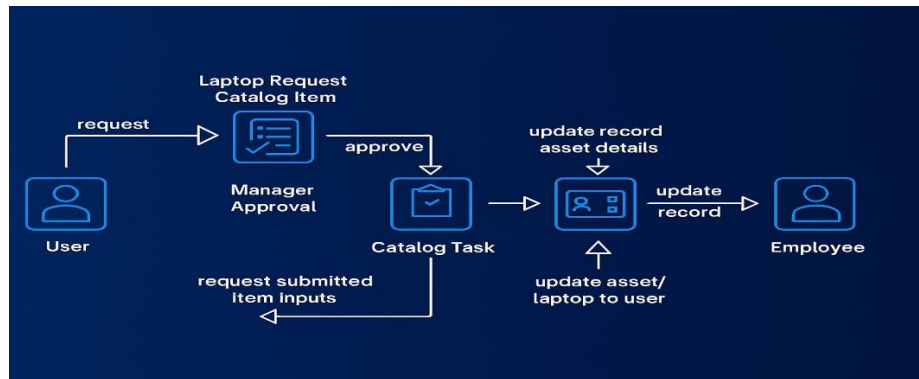 Laptop Request
Catalog Item
request
approve
update record
asset details
Manager
Approval
update
record
User
Catalog Task
Employee
request submitted
item inputs
update asset/
laptop to user